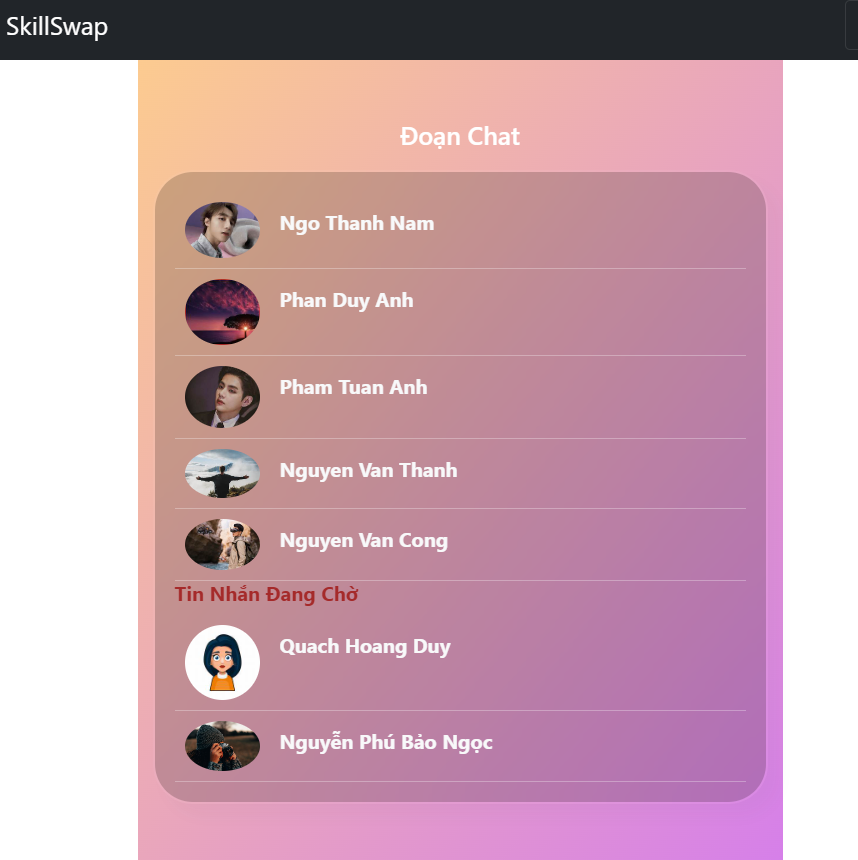 SkillSwap
Đoạn Chat
Ngo Thanh Nam
Phan Duy Anh
Pham Tuan Anh
Nguyen Van Thanh
Nguyen Van Cong
Tin Nhắn Đang Chờ
Quach Hoang Duy
Nguyễn Phú Bảo Ngọc